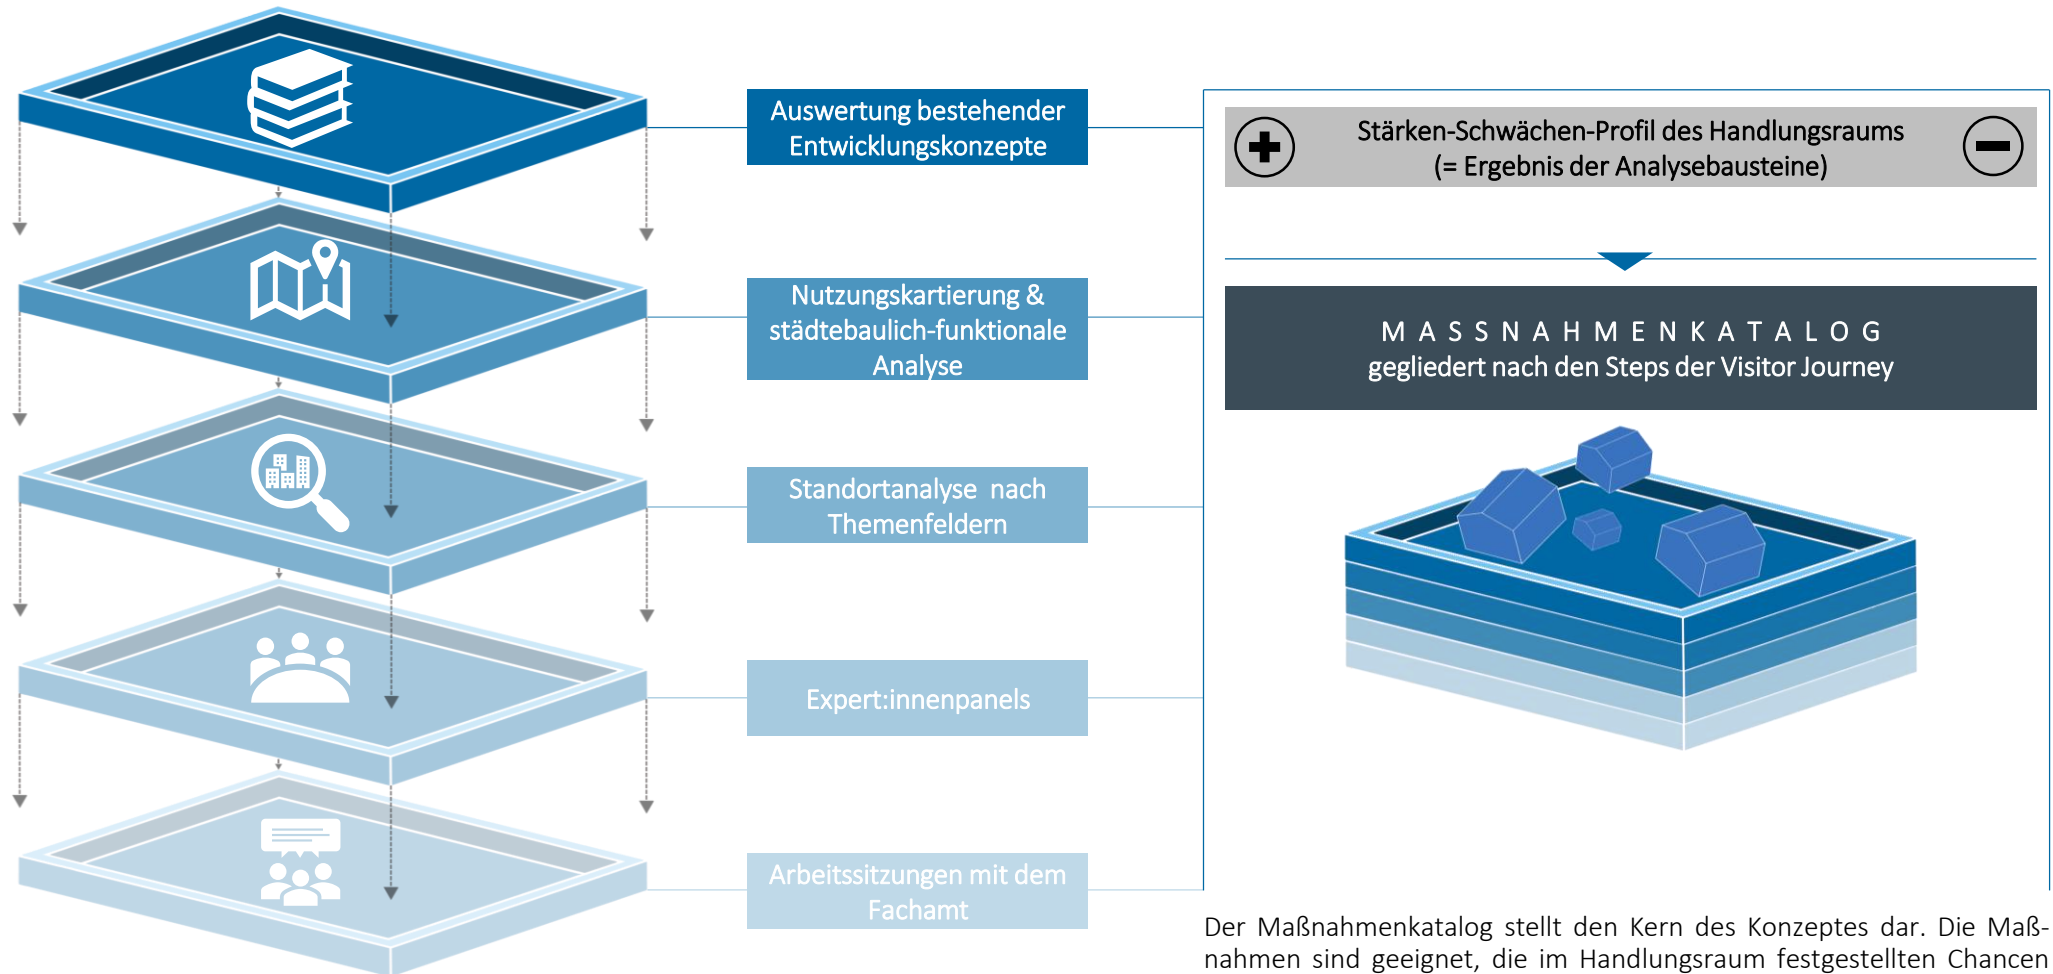 Auswertung bestehender
Entwicklungskonzepte
Nutzungskartierung &
städtebaulich-funktionale
Analyse
Standortanalyse nach
Themenfeldern
Expert:innenpanels
Arbeitssitzungen mit dem
Fachamt
Stärken-Schwächen-Profil des Handlungsraums
(= Ergebnis der Analysebausteine)
MASSNAHMENKATALOG
gegliedert nach den Steps der Visitor Journey
Der Maßnahmenkatalog stellt den Kern des Konzeptes dar. Die Maß-
nahmen sind geeignet, die im Handlungsraum festgestellten Chancen